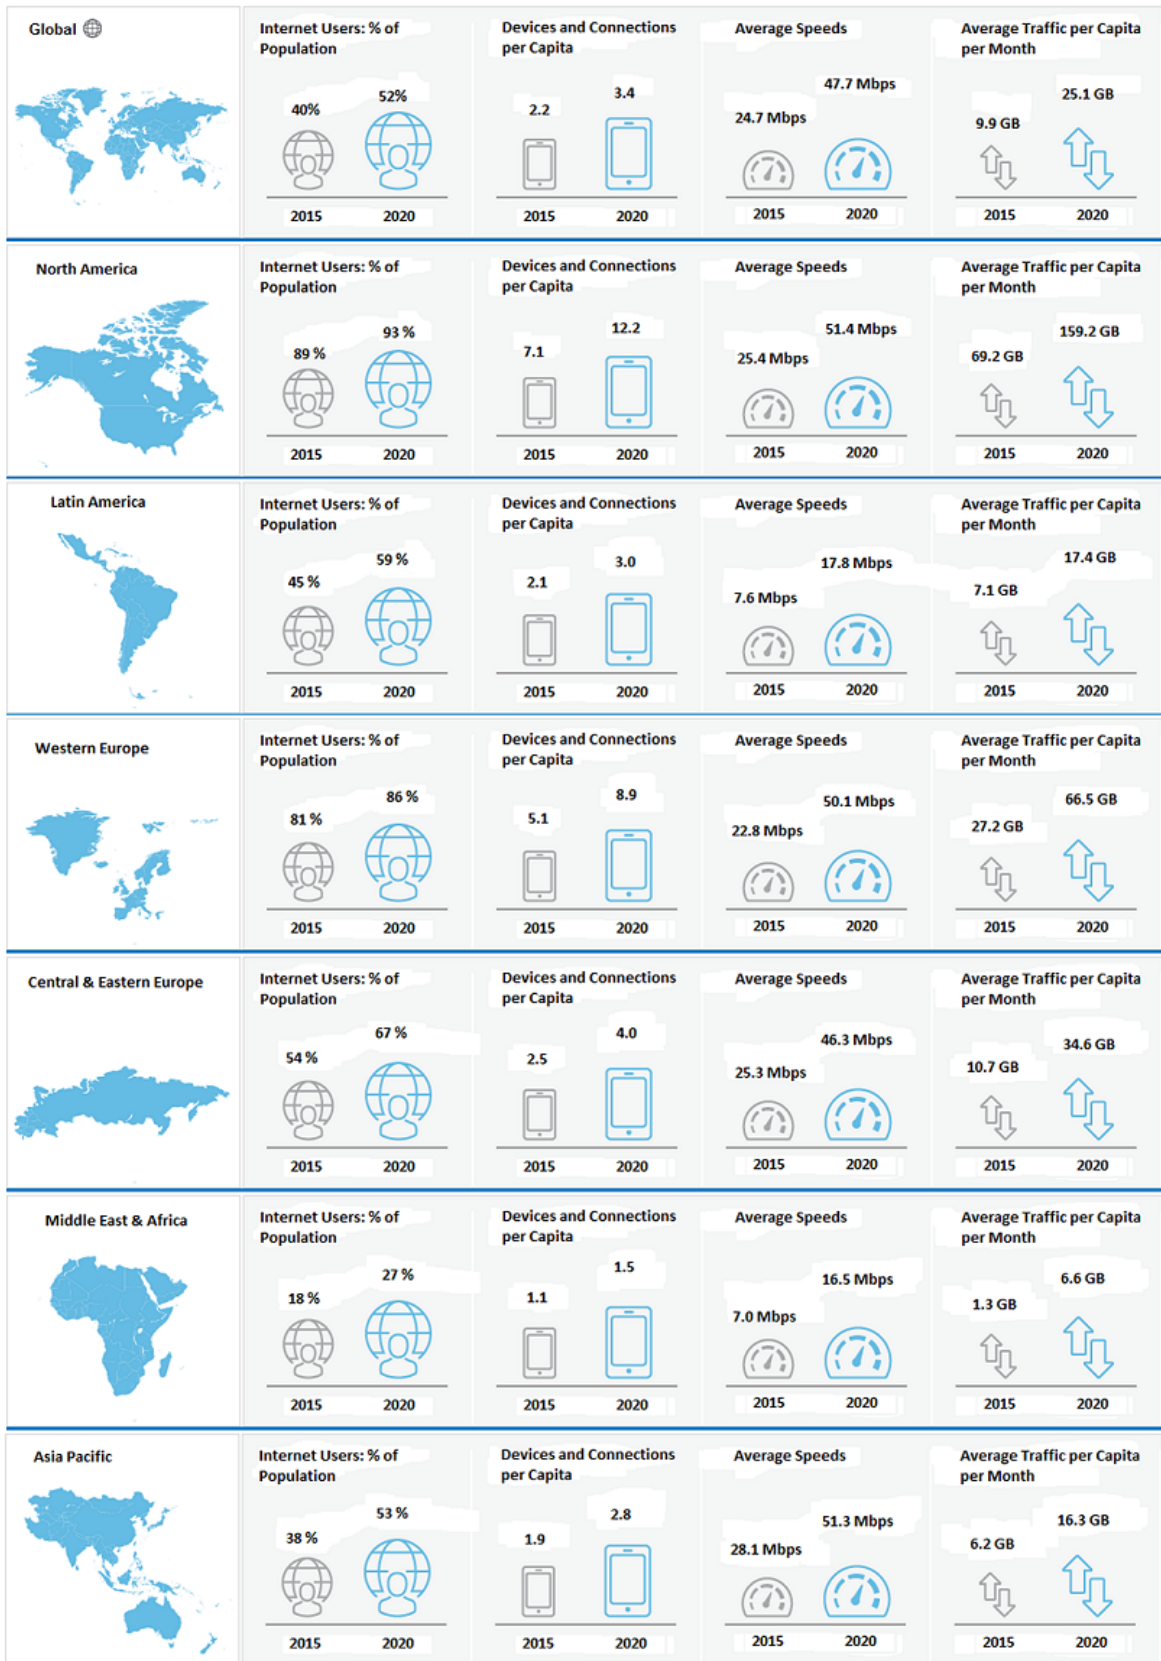 Global
Internet Users: % of
Population
40%
52%
2015
2020
Devices and Connections
per Capita
2.2
3.4
2015
2020
Average Speeds
24.7 Mbps
47.7 Mbps
2015
2020
Average Traffic per Capita
per Month
9.9 GB
25.1 GB
2015
2020
North America
Internet Users: % of
Population
89 %
93 %
2015
2020
Devices and Connections
per Capita
7.1
12.2
2015
2020
Average Speeds
25.4 Mbps
51.4 Mbps
2015
2020
Average Traffic per Capita
per Month
69.2 GB
159.2 GB
2015
2020
Latin America
Internet Users: % of
Population
45 %
59 %
2015
2020
Devices and Connections
per Capita
2.1
3.0
2015
2020
Average Speeds
7.6 Mbps
17.8 Mbps
2015
2020
Average Traffic per Capita
per Month
7.1 GB
17.4 GB
2015
2020
Western Europe
Internet Users: % of
Population
81 %
86 %
2015
2020
Devices and Connections
per Capita
5.1
8.9
2015
2020
Average Speeds
22.8 Mbps
50.1 Mbps
2015
2020
Average Traffic per Capita
per Month
27.2 GB
66.5 GB
2015
2020
Central & Eastern Europe
Internet Users: % of
Population
54 %
67 %
2015
2020
Devices and Connections
per Capita
2.5
4.0
2015
2020
Average Speeds
25.3 Mbps
46.3 Mbps
2015
2020
Average Traffic per Capita
per Month
10.7 GB
34.6 GB
2015
2020
Middle East & Africa
Internet Users: % of
Population
18 %
27 %
2015
2020
Devices and Connections
per Capita
1.1
1.5
2015
2020
Average Speeds
7.0 Mbps
16.5 Mbps
2015
2020
Average Traffic per Capita
per Month
1.3 GB
6.6 GB
2015
2020
Asia Pacific
Internet Users: % of
Population
38 %
53 %
2015
2020
Devices and Connections
per Capita
1.9
2.8
2015
2020
Average Speeds
28.1 Mbps
51.3 Mbps
2015
2020
Average Traffic per Capita
per Month
6.2 GB
16.3 GB
2015
2020